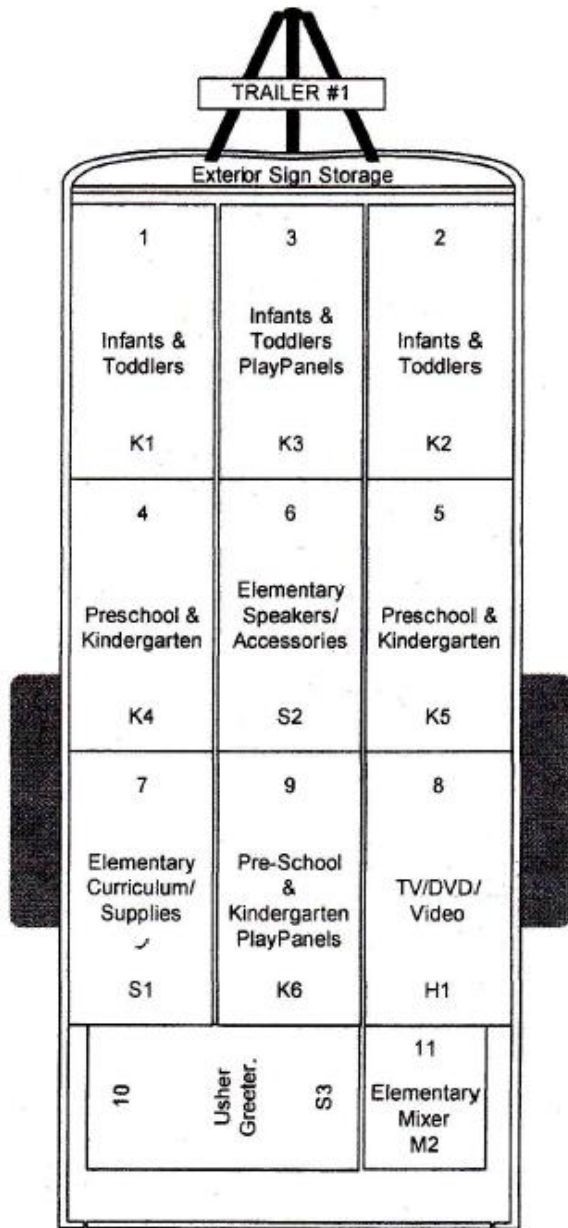 TRAILER #1
Exterior Sign Storage
1
Infants &
Toddlers
K1
3
Infants &
Toddlers
PlayPanels
K3
2
Infants &
Toddlers
K2
4
Preschool &
Kindergarten
K4
6
Elementary
Speakers/
Accessories
S2
5
Preschool &
Kindergarten
K5
7
Elementary
Curriculum/
Supplies
S1
9
Pre-School
&
Kindergarten
PlayPanels
K6
8
TV/DVD/
Video
H1
10
Usher
Greeter.
S3
11
Elementary
Mixer
M2